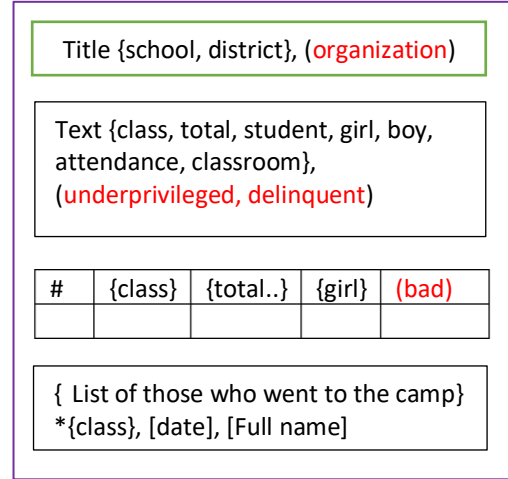 Title {school, district}, (organization)
Text {class, total, student, girl, boy,
attendance, classroom},
(underprivileged, delinquent)
# {class} {total..} {girl} (bad)
{ List of those who went to the camp}
*{class}, [date], [Full name]